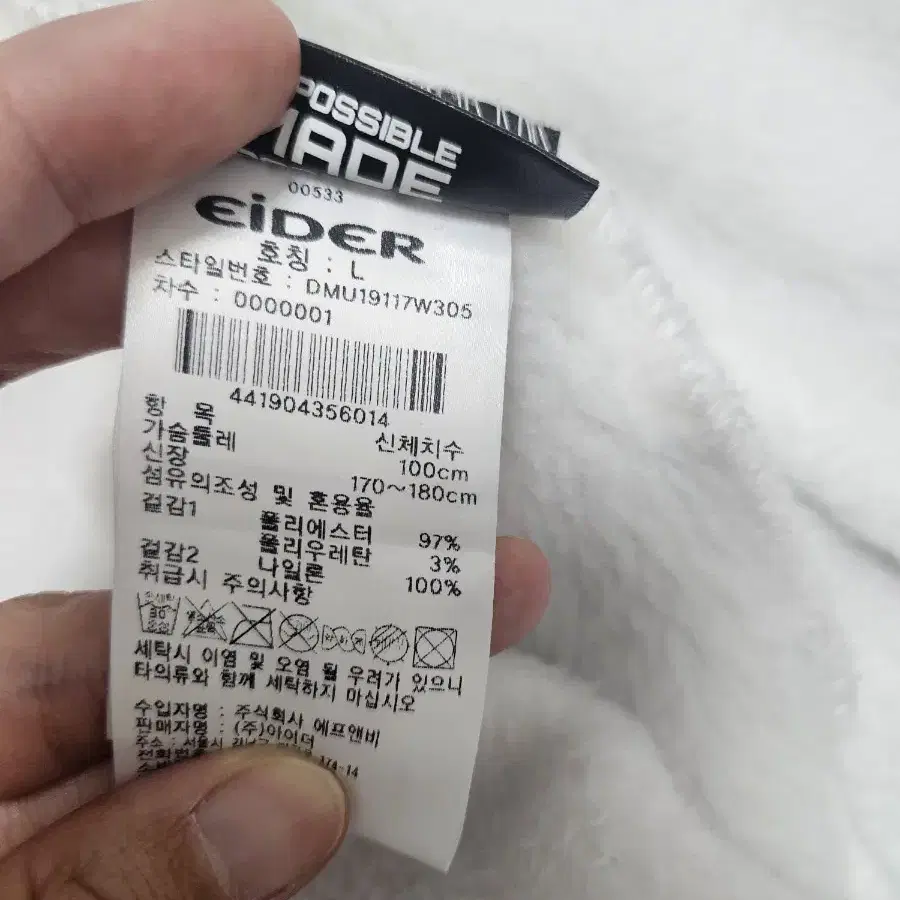 POSSIBLE
MADE
00533
EiDER
호칭 : L
스타일번호 : DMU19117W305
차수 : 0000001
441904356014
항 목 신체치수
가슴둘레 100cm
신장 170~180cm
섬유의조성 및 혼용율
겉감1 폴리에스터 97%
폴리우레탄 3%
겉감2 나일론 100%
취급시 주의사항
세탁시 이염 및 오염 될 우려가 있으니
타의류와 함께 세탁하지 마십시오
수입자명 : 주식회사 에프앤비
판매자명 : (주)아이더
주소 : 서울시